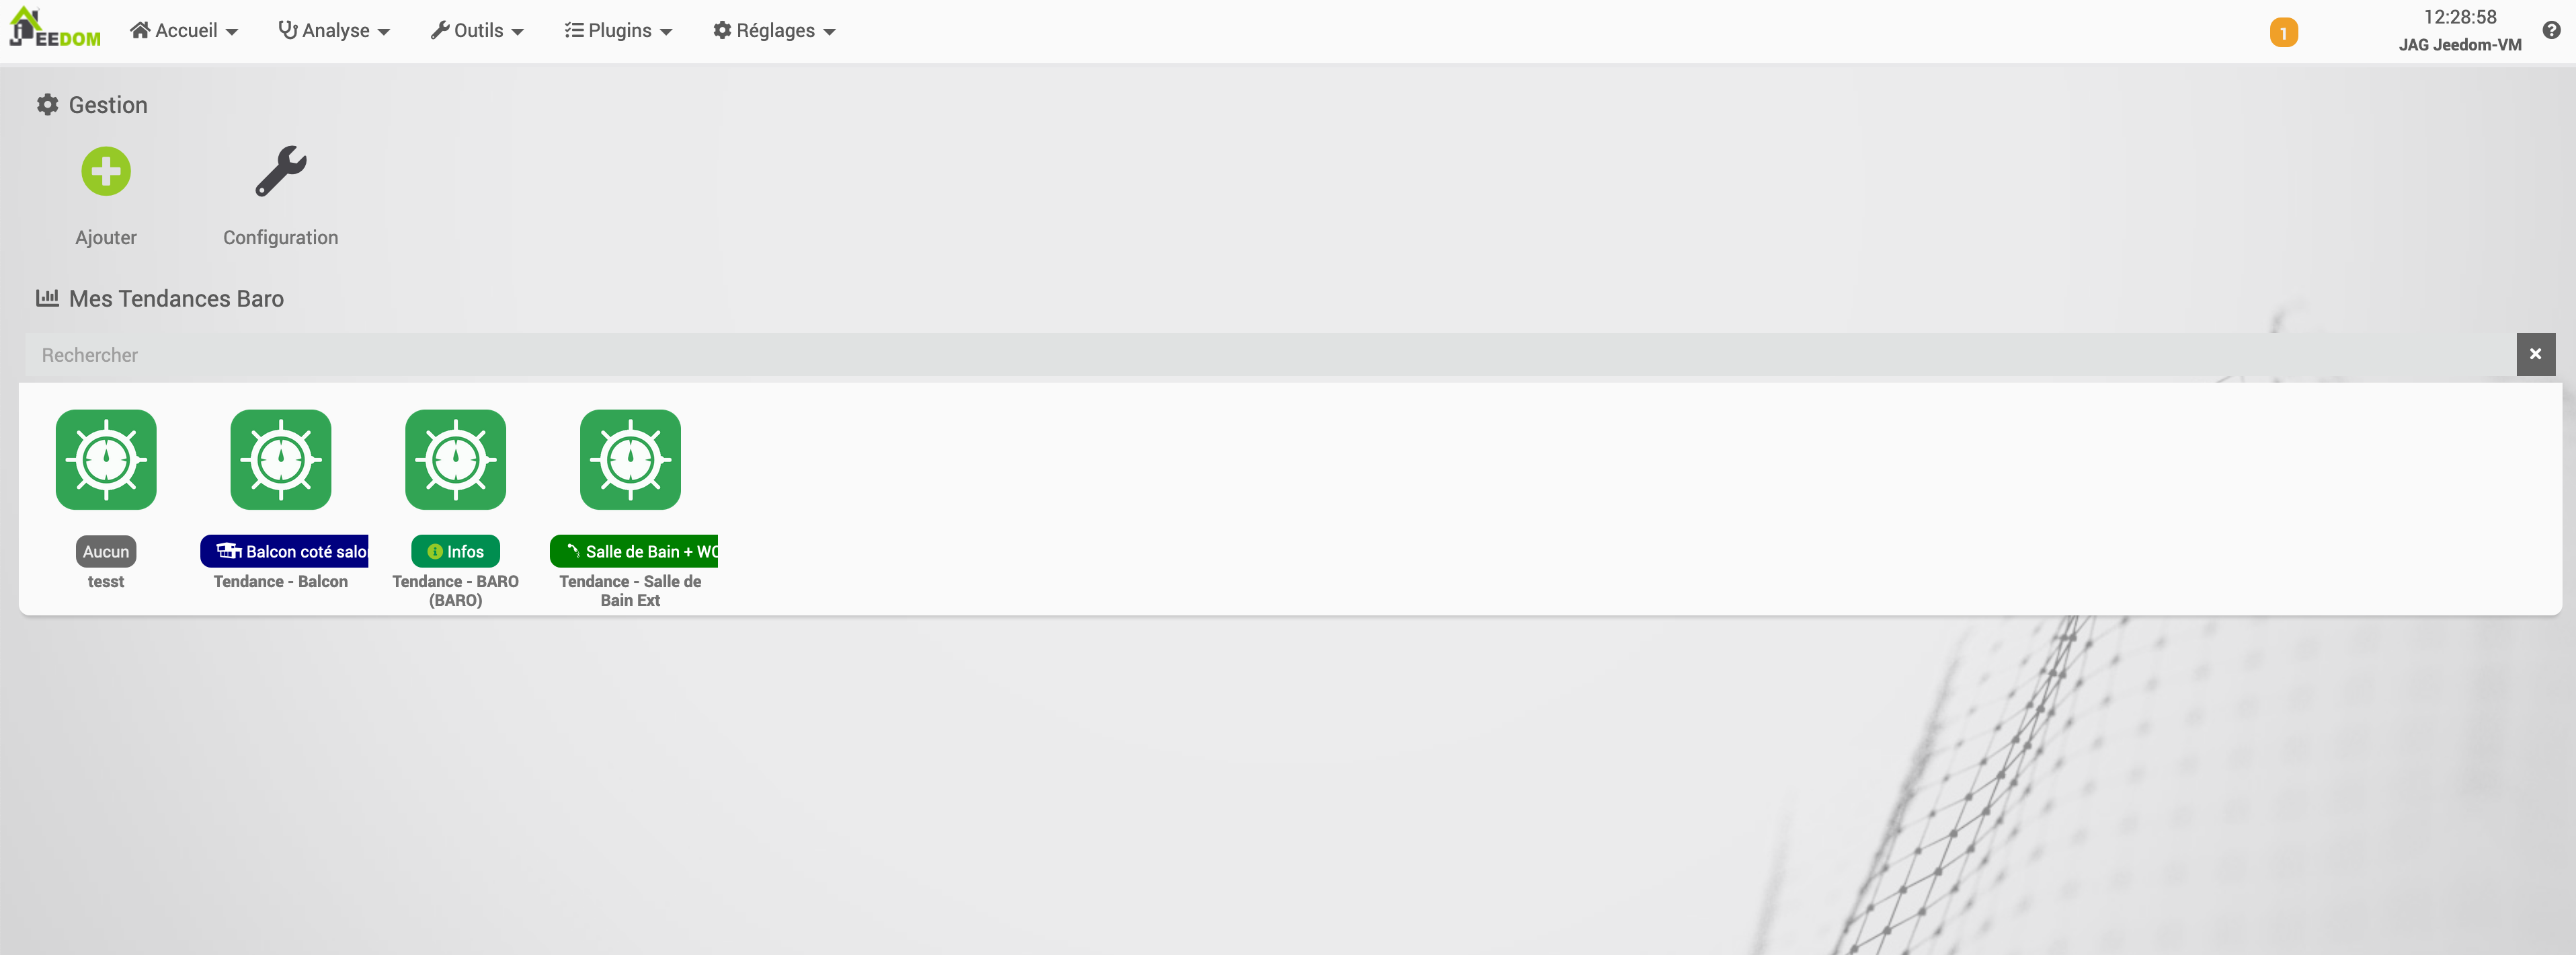 JEEDOM
Accueil
Analyse
Outils
Plugins
Réglages
1
12:28:58
JAG Jeedom-VM
Gestion
Ajouter
Configuration
Mes Tendances Baro
Rechercher
Aucun
tesst
Balcon coté salo
Tendance - Balcon
Infos
Tendance - BARO
(BARO)
Salle de Bain + WC
Tendance - Salle de
Bain Ext